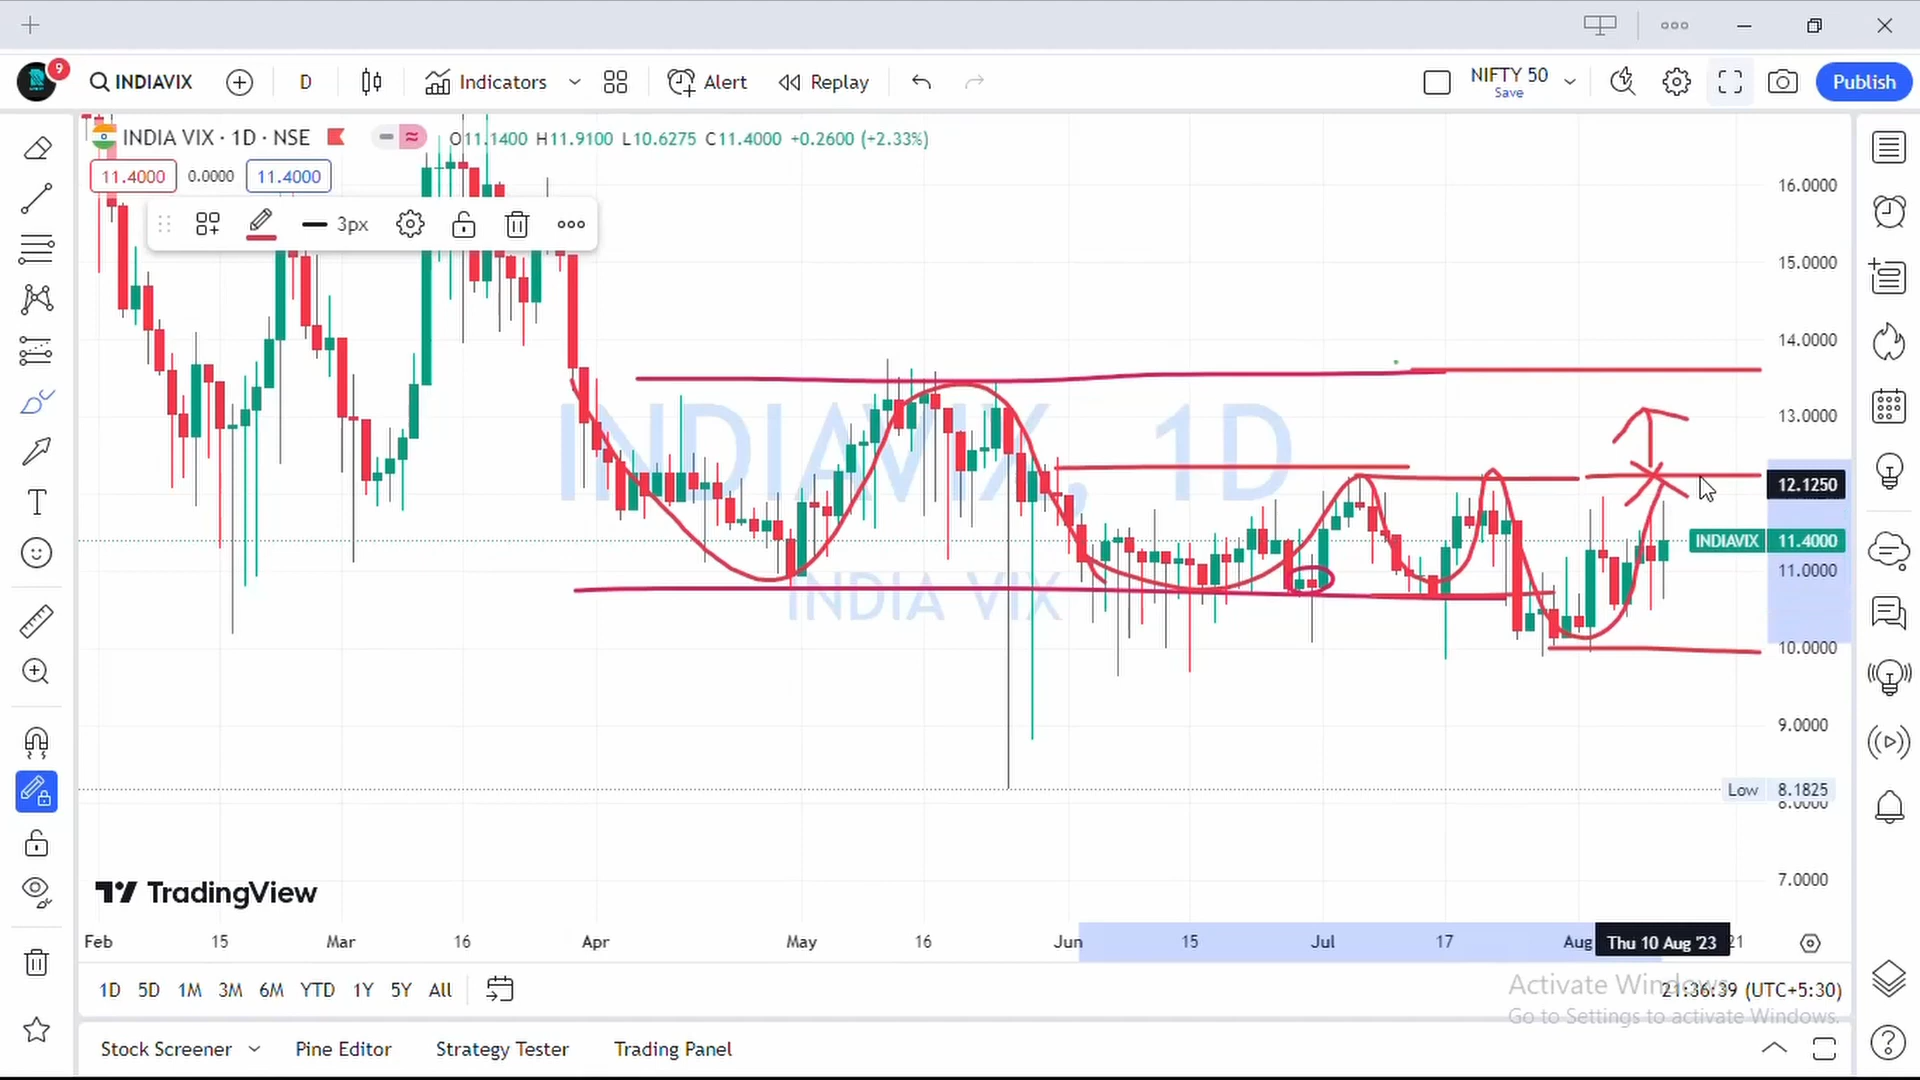 9 INDIAVIX D Indicators Alert Replay NIFTY 50 Save Publish
INDIA VIX · 1D · NSE O11.1400 H11.9100 L10.6275 C11.4000 +0.2600 (+2.33%)
11.4000 0.0000 11.4000
3px
16.0000
15.0000
14.0000
13.0000
12.1250
INDIAVIX 11.4000
11.0000
10.0000
9.0000
Low 8.1825
8.0000
7.0000
INDIAVIX, 1D
INDIA VIX
TradingView
Feb 15 Mar 16 Apr May 16 Jun 15 Jul 17 Aug Thu 10 Aug '23 21
1D 5D 1M 3M 6M YTD 1Y 5Y All 21:36:39 (UTC+5:30)
Activate Windows
Go to Settings to activate Windows.
Stock Screener Pine Editor Strategy Tester Trading Panel